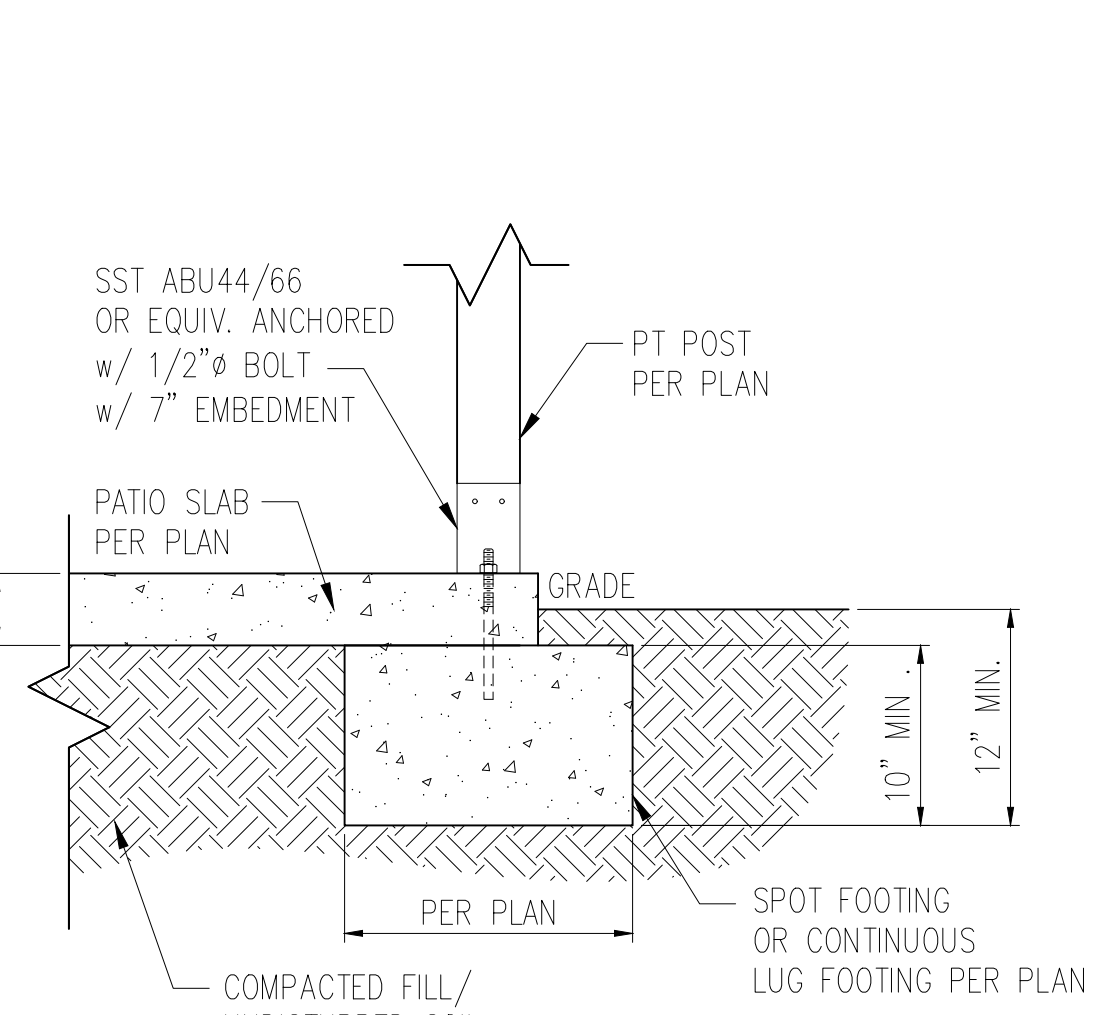 SST ABU44/66
OR EQUIV. ANCHORED
w/ 1/2"ø BOLT
w/ 7" EMBEDMENT
PT POST
PER PLAN
PATIO SLAB
PER PLAN
GRADE
10" MIN .
12" MIN.
PER PLAN
SPOT FOOTING
OR CONTINUOUS
LUG FOOTING PER PLAN
COMPACTED FILL/